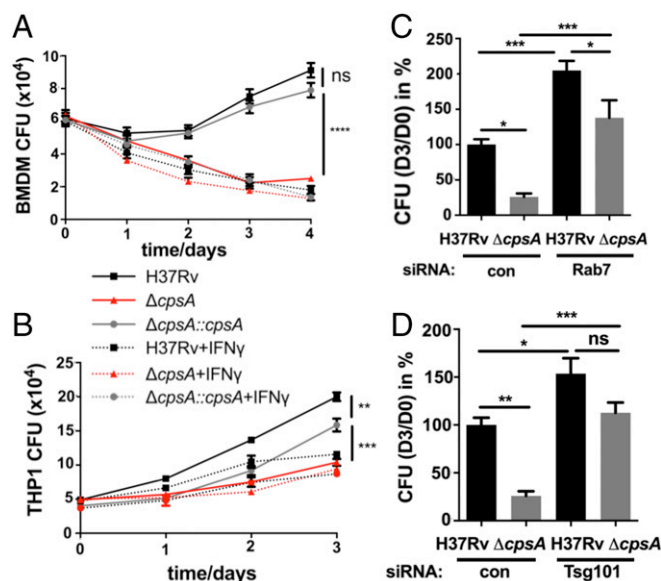 A
BMDM CFU (x10⁴)
10
8
6
4
2
0
0 1 2 3 4
time/days
ns
****
H37Rv
ΔcpsA
ΔcpsA::cpsA
H37Rv+IFNγ
ΔcpsA+IFNγ
ΔcpsA::cpsA+IFNγ
B
THP1 CFU (x10⁴)
25
20
15
10
5
0
0 1 2 3
time/days
**
***
C
CFU (D3/D0) in %
250
200
150
100
50
0
***
*** *
*
H37Rv ΔcpsA H37Rv ΔcpsA
siRNA: con Rab7
D
CFU (D3/D0) in %
200
150
100
50
0
***
* ns
**
H37Rv ΔcpsA H37Rv ΔcpsA
siRNA: con Tsg101